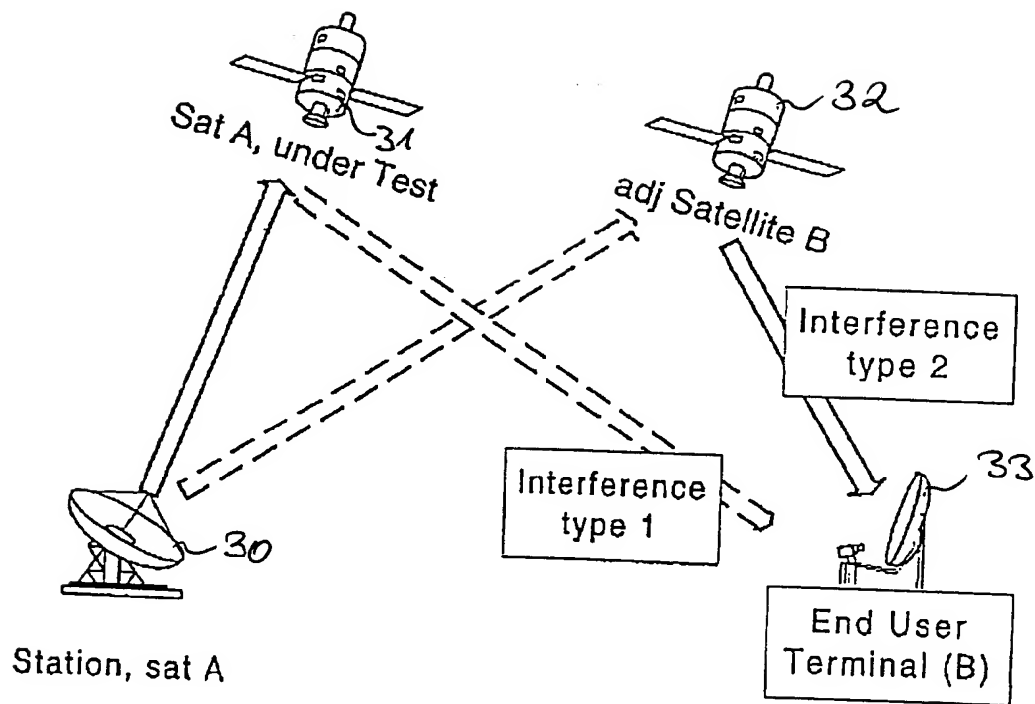 32
31
Sat A, under Test
adj Satellite B
Interference
type 2
Interference
type 1
33
30
End User
Terminal (B)
Station, sat A